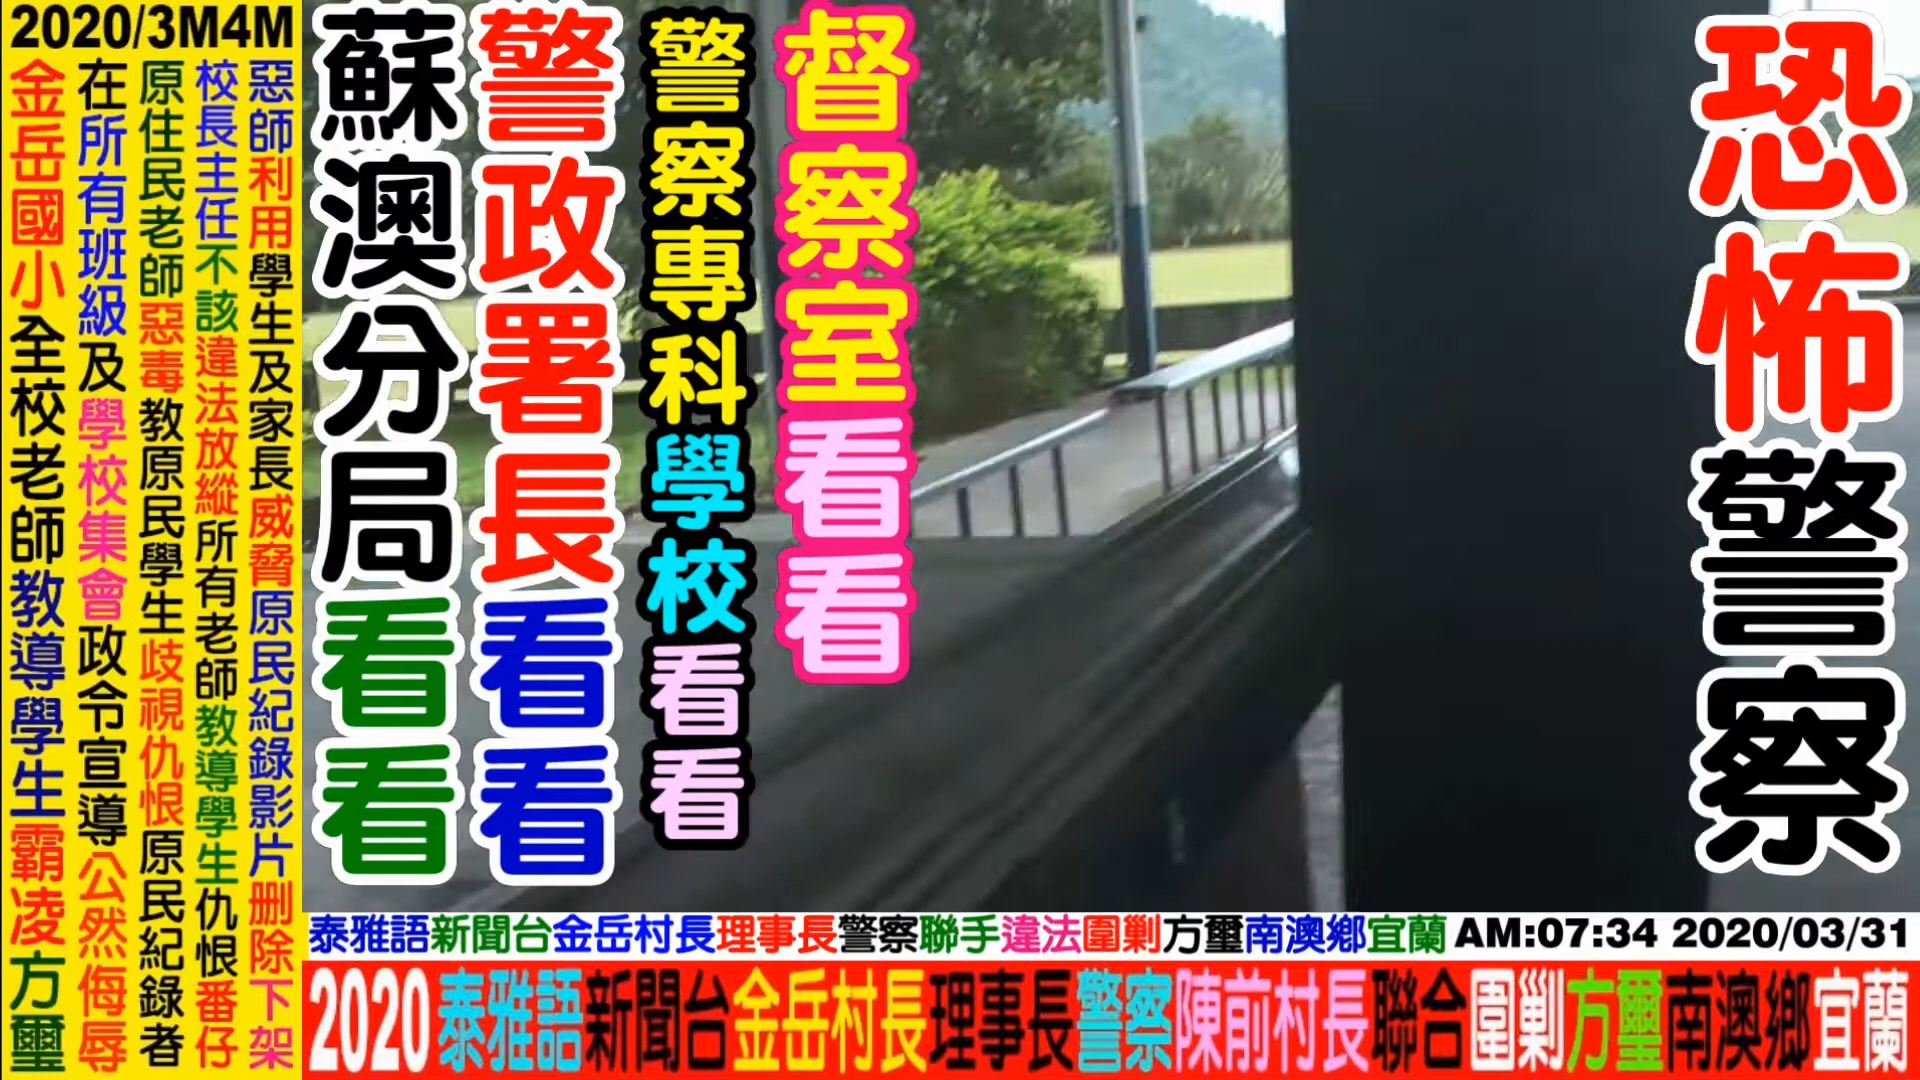 2020/3M4M
金岳國小全校老師教導學生霸凌方璽
在所有班級及學校集會政令宣導公然侮辱
原住民老師惡毒教原民學生歧視仇恨原民紀錄者
校長主任不該違法放縱所有老師教導學生仇恨番仔
惡師利用學生及家長威脅原民紀錄影片刪除下架
蘇澳分局看看
警政署長看看
警察專科學校看看
督察室看看
恐怖警察
泰雅語新聞台金岳村長理事長警察聯手違法圍剿方璽南澳鄉宜蘭 AM:07:34 2020/03/31
2020泰雅語新聞台金岳村長理事長警察陳前村長聯合圍剿方璽南澳鄉宜蘭